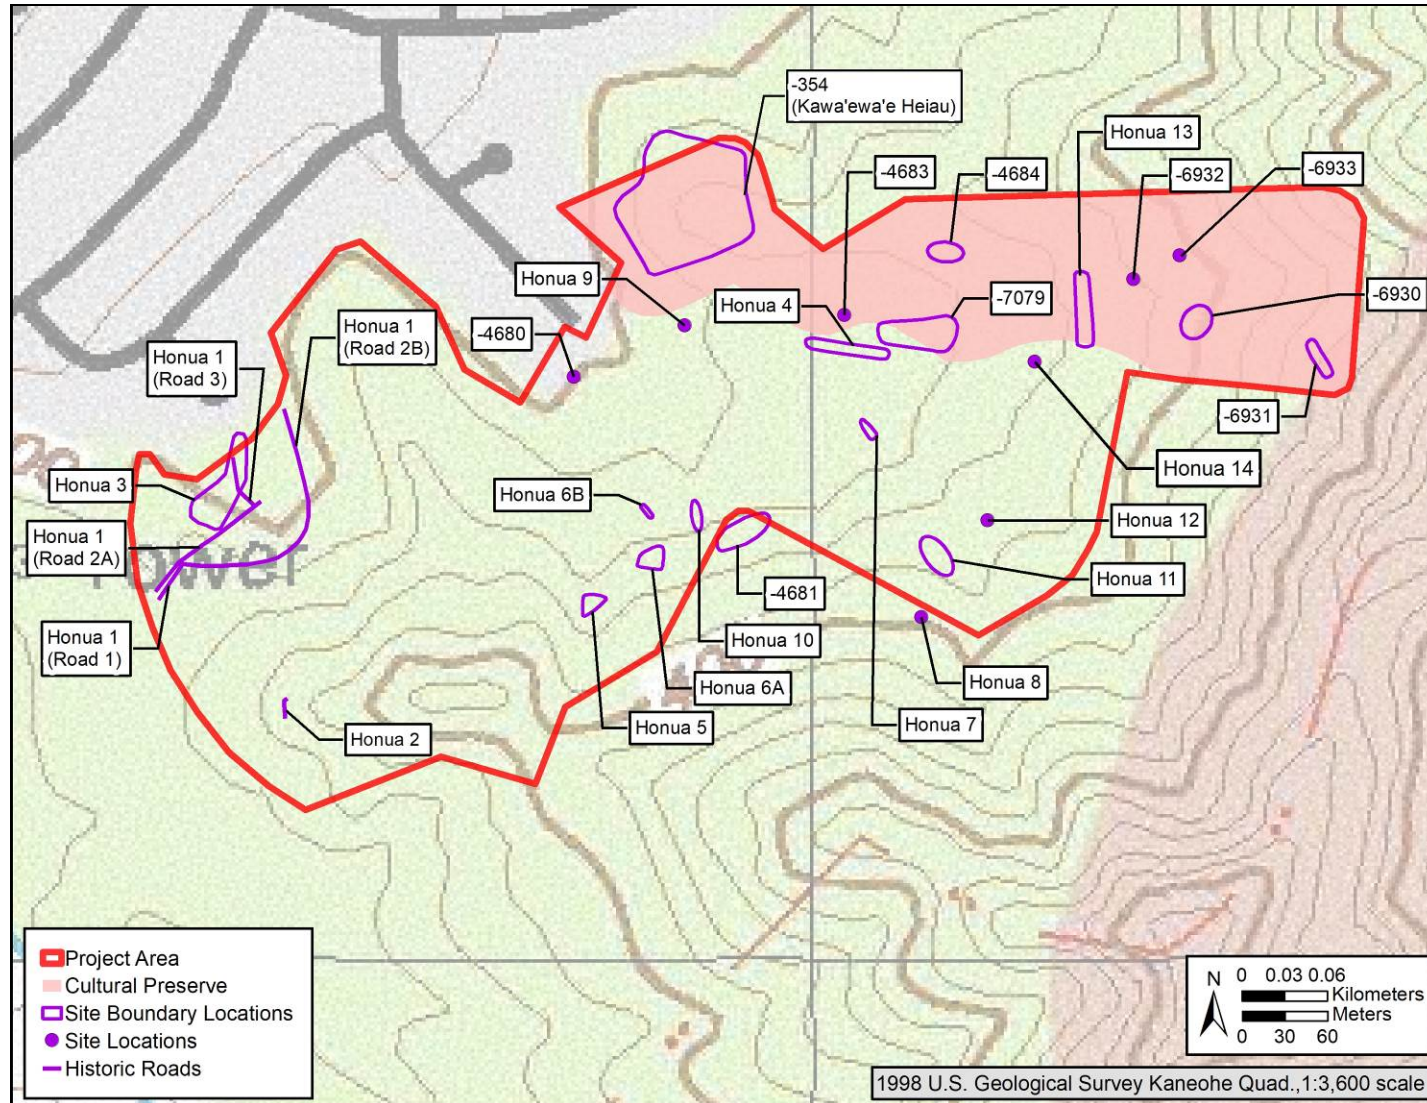 -354
(Kawa'ewa'e Heiau)
Honua 13
-4683
-4684
-6932
-6933
Honua 9
Honua 4
-7079
-6930
Honua 1
(Road 2B)
-4680
Honua 1
(Road 3)
-6931
Honua 14
Honua 3
Honua 6B
Honua 12
Honua 1
(Road 2A)
Tower
Honua 11
-4681
Honua 1
(Road 1)
Honua 10
Honua 6A
Honua 8
Honua 5
Honua 7
Honua 2
Project Area
Cultural Preserve
Site Boundary Locations
Site Locations
Historic Roads
N
0 0.03 0.06
Kilometers
Meters
0 30 60
1998 U.S. Geological Survey Kaneohe Quad.,1:3,600 scale